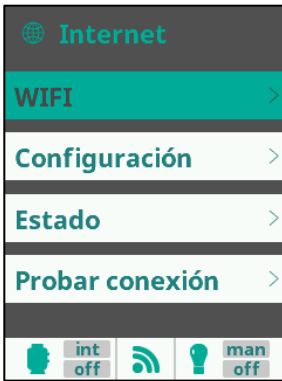 Internet
WIFI
Configuración
Estado
Probar conexión
int man
off off